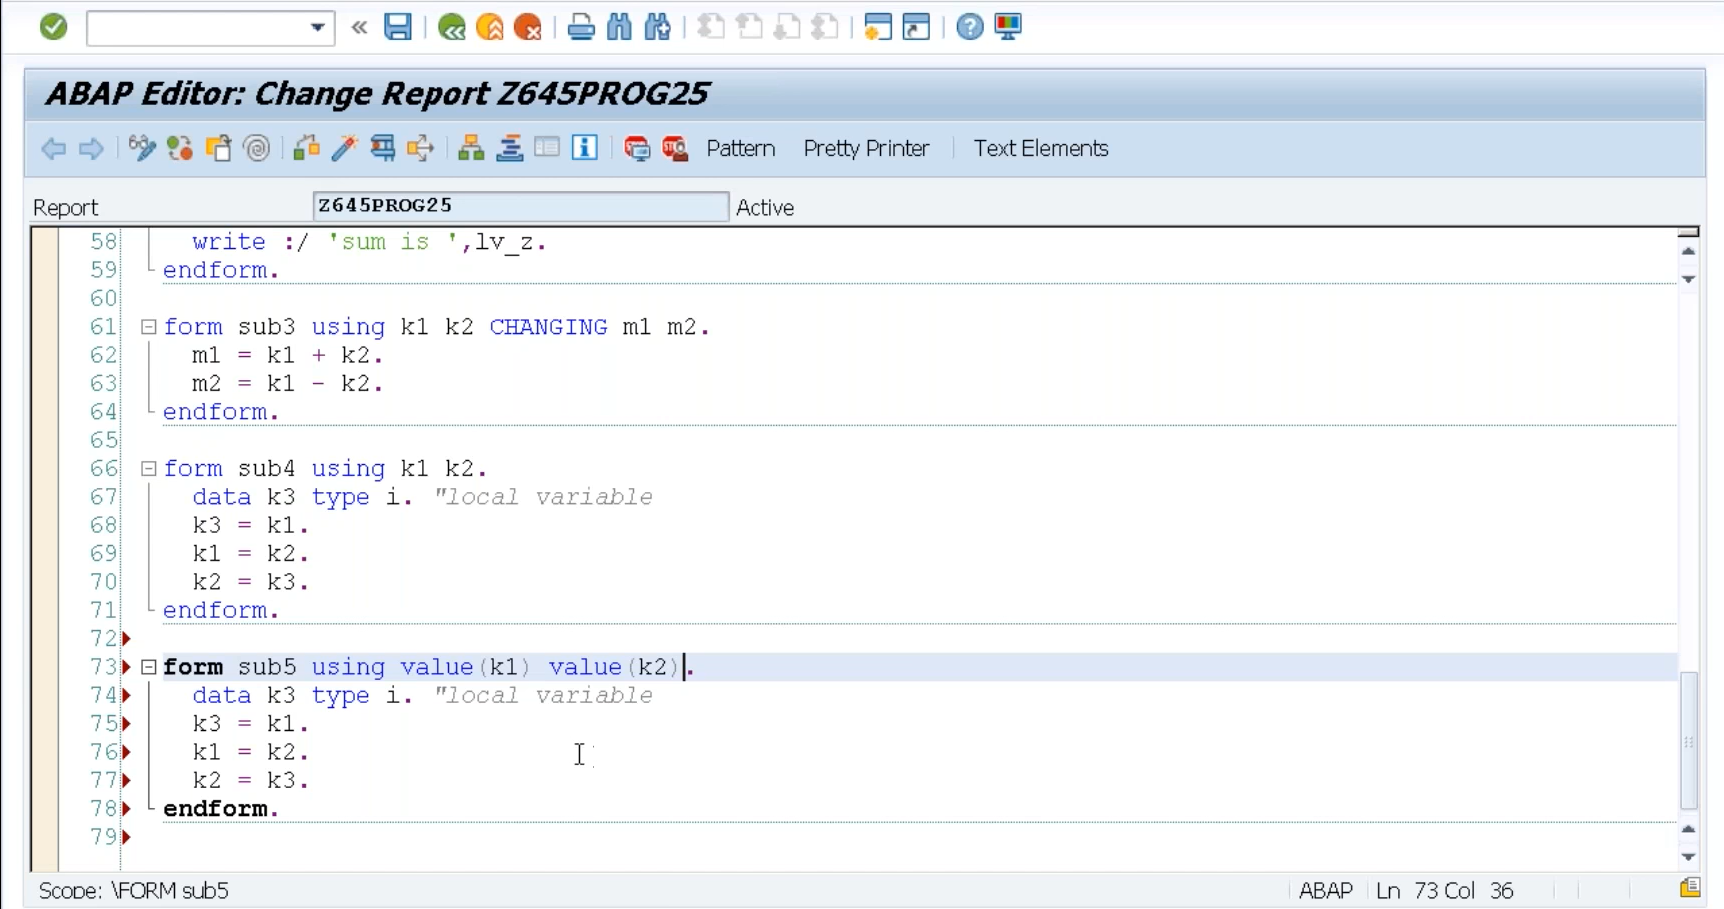 ABAP Editor: Change Report Z645PROG25
Pattern Pretty Printer Text Elements
Report Z645PROG25 Active
58 write :/ 'sum is ',lv_z.
59 endform.
60
61 form sub3 using k1 k2 CHANGING m1 m2.
62 m1 = k1 + k2.
63 m2 = k1 - k2.
64 endform.
65
66 form sub4 using k1 k2.
67 data k3 type i. "local variable
68 k3 = k1.
69 k1 = k2.
70 k2 = k3.
71 endform.
72
73 form sub5 using value(k1) value(k2).
74 data k3 type i. "local variable
75 k3 = k1.
76 k1 = k2.
77 k2 = k3.
78 endform.
79
Scope: \FORM sub5 ABAP Ln 73 Col 36